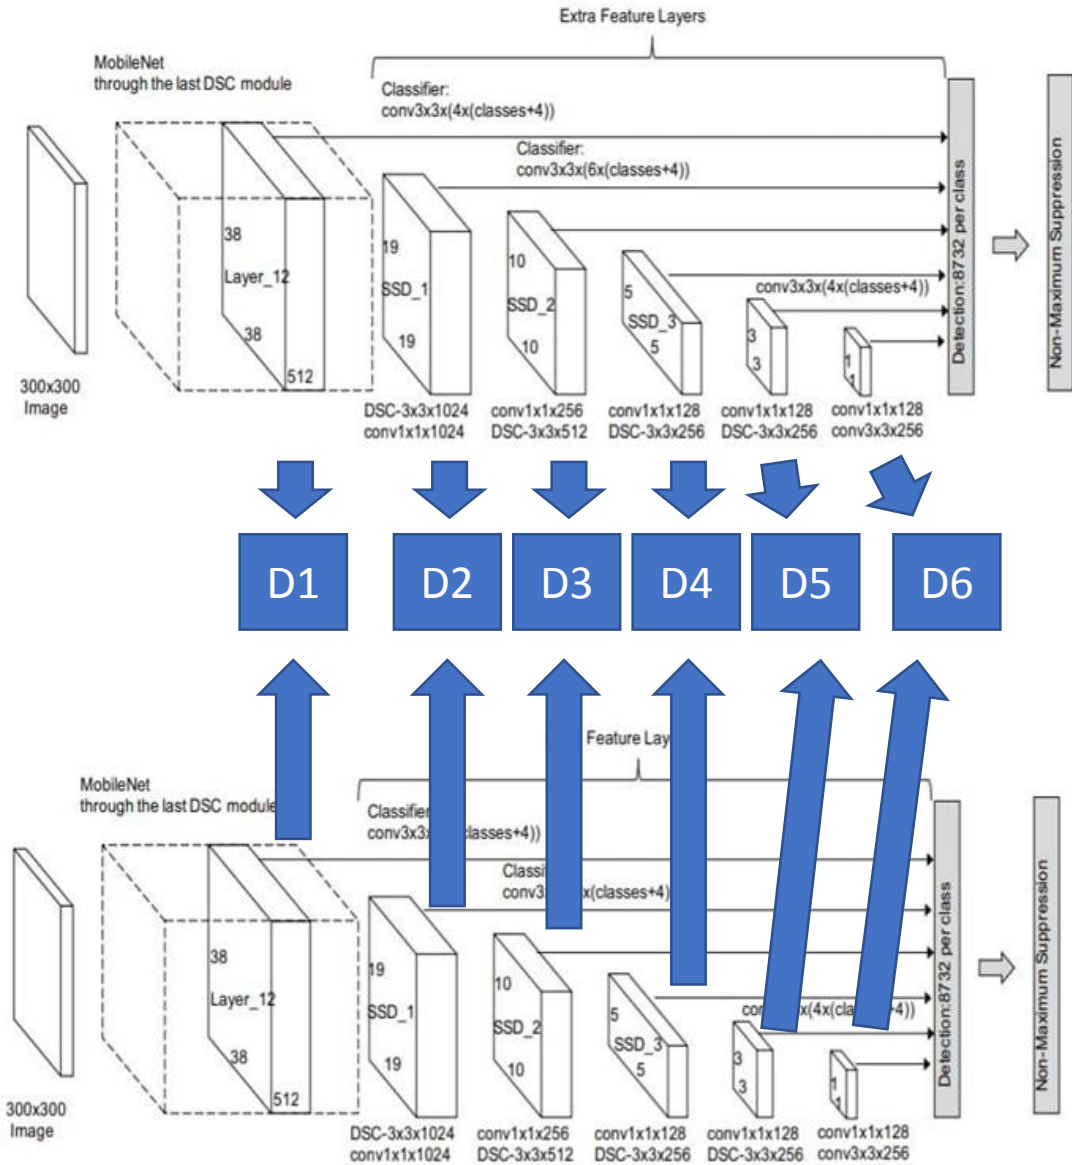 Extra Feature Layers
MobileNet
through the last DSC module
Classifier:
conv3x3x(4x(classes+4))
Classifier:
conv3x3x(6x(classes+4))
38
Layer_12
38
512
19
SSD_1
19
10
SSD_2
10
5
SSD_3
5
conv3x3x(4x(classes+4))
3
3
1
1
Detection:8732 per class
Non-Maximum Suppression
300x300
Image
DSC-3x3x1024
conv1x1x1024
conv1x1x256
DSC-3x3x512
conv1x1x128
DSC-3x3x256
conv1x1x128
DSC-3x3x256
conv1x1x128
conv3x3x256
D1 D2 D3 D4 D5 D6
Feature Lay
MobileNet
through the last DSC module
Classifier
conv3x3x classes+4))
Classifi
conv3x x(classes+4)
38
Layer_12
38
512
19
SSD_1
19
10
SSD_2
10
5
SSD_3
5
con x(4x(cla +4))
3
3
1
1
Detection:8732 per class
Non-Maximum Suppression
300x300
Image
DSC-3x3x1024
conv1x1x1024
conv1x1x256
DSC-3x3x512
conv1x1x128
DSC-3x3x256
conv1x1x128
DSC-3x3x256
conv1x1x128
conv3x3x256